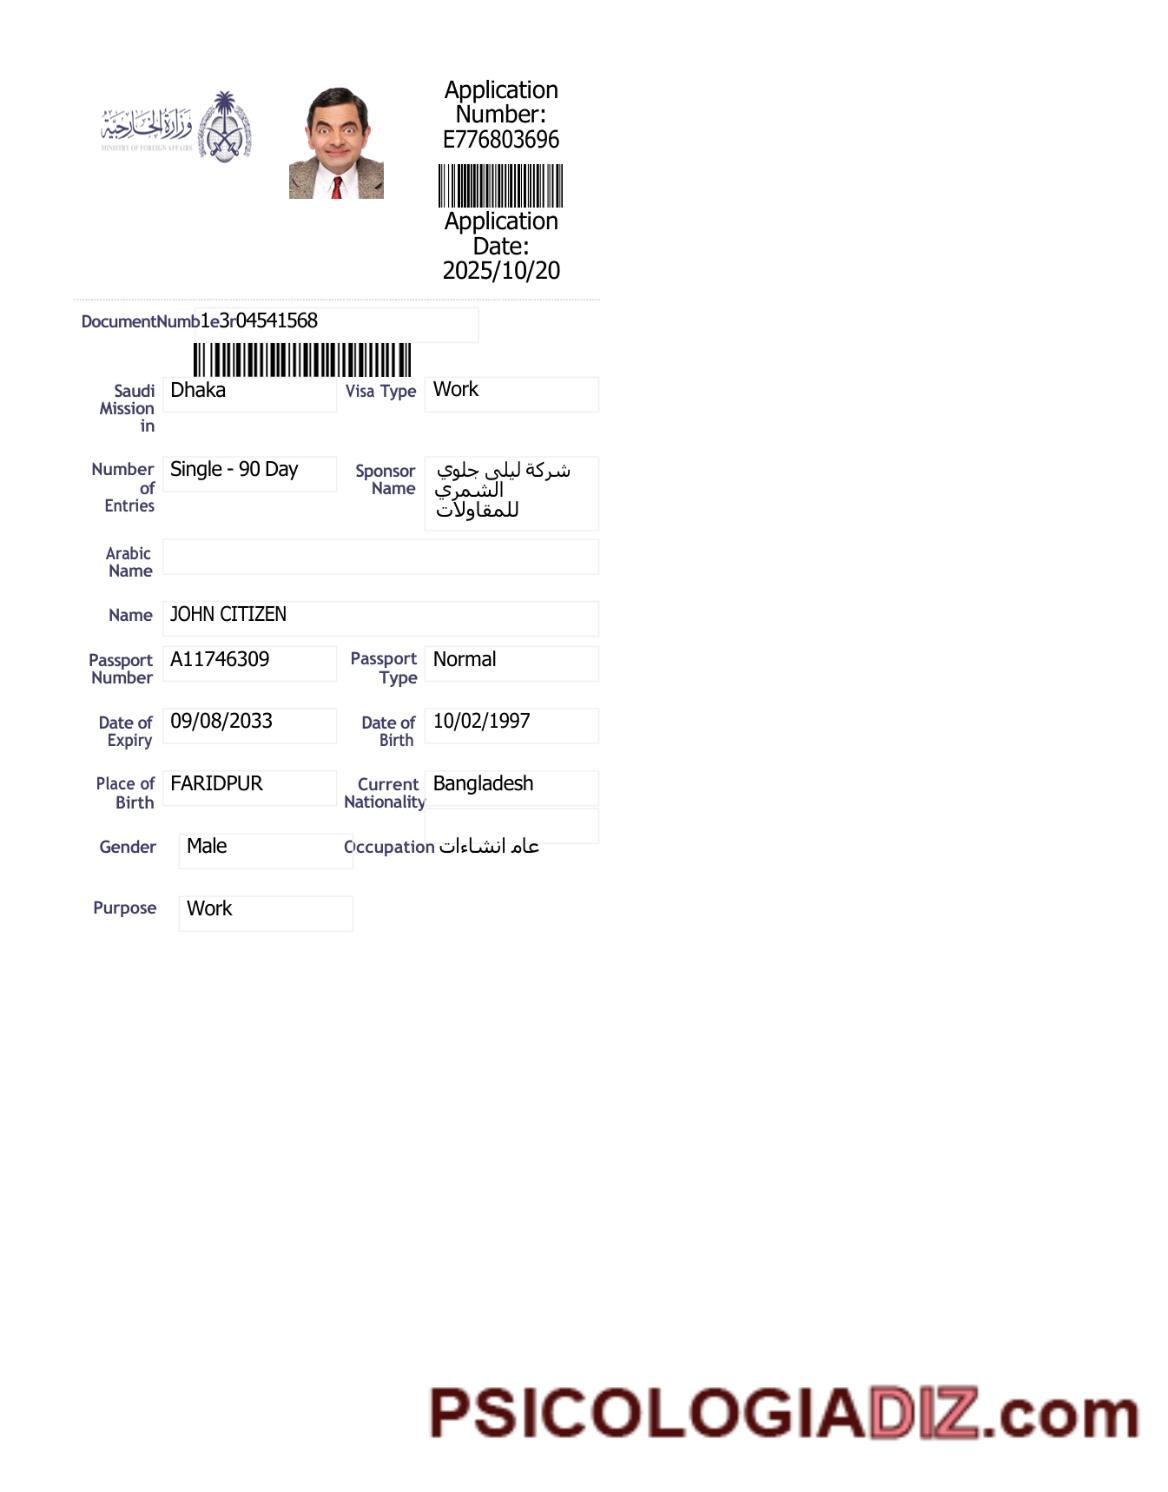 وزارة الخارجية
MINISTRY OF FOREIGN AFFAIRS
Application
Number:
E776803696
Application
Date:
2025/10/20
DocumentNumb1e3r04541568
Saudi Mission in
Dhaka
Visa Type
Work
Number of Entries
Single - 90 Day
Sponsor Name
شركة ليلى جلوي
الشمري
للمقاولات
Arabic Name
Name
JOHN CITIZEN
Passport Number
A11746309
Passport Type
Normal
Date of Expiry
09/08/2033
Date of Birth
10/02/1997
Place of Birth
FARIDPUR
Current Nationality
Bangladesh
Gender
Male
Occupation
عام انشاءات
Purpose
Work
PSICOLOGIADIZ.com